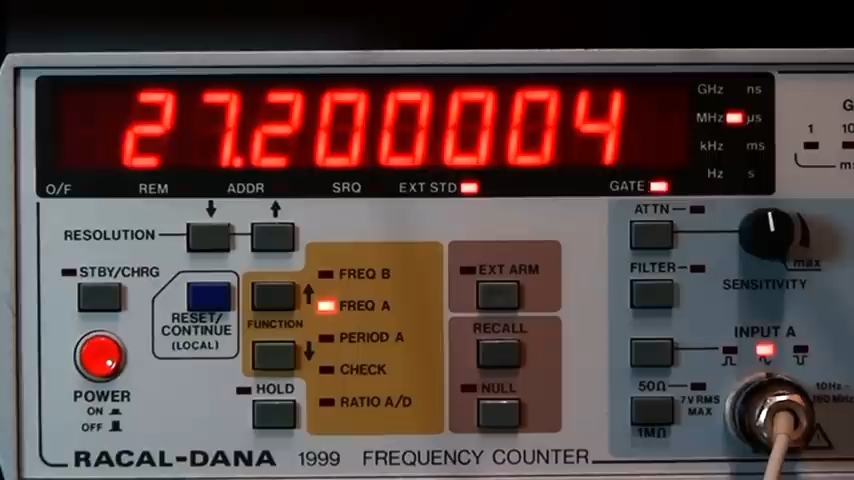 27.200004
GHz ns
MHz µs
kHz ms
Hz s
1
O/F REM ADDR SRQ EXT STD GATE
RESOLUTION
ATTN
STBY/CHRG
FREQ B
EXT ARM
FILTER
max
SENSITIVITY
RESET/
CONTINUE
(LOCAL)
FREQ A
FUNCTION
RECALL
INPUT A
PERIOD A
CHECK
POWER
ON
OFF
HOLD
RATIO A/D
NULL
50Ω
1MΩ
7V RMS
MAX
10Hz-
160 MHz
RACAL-DANA 1999 FREQUENCY COUNTER